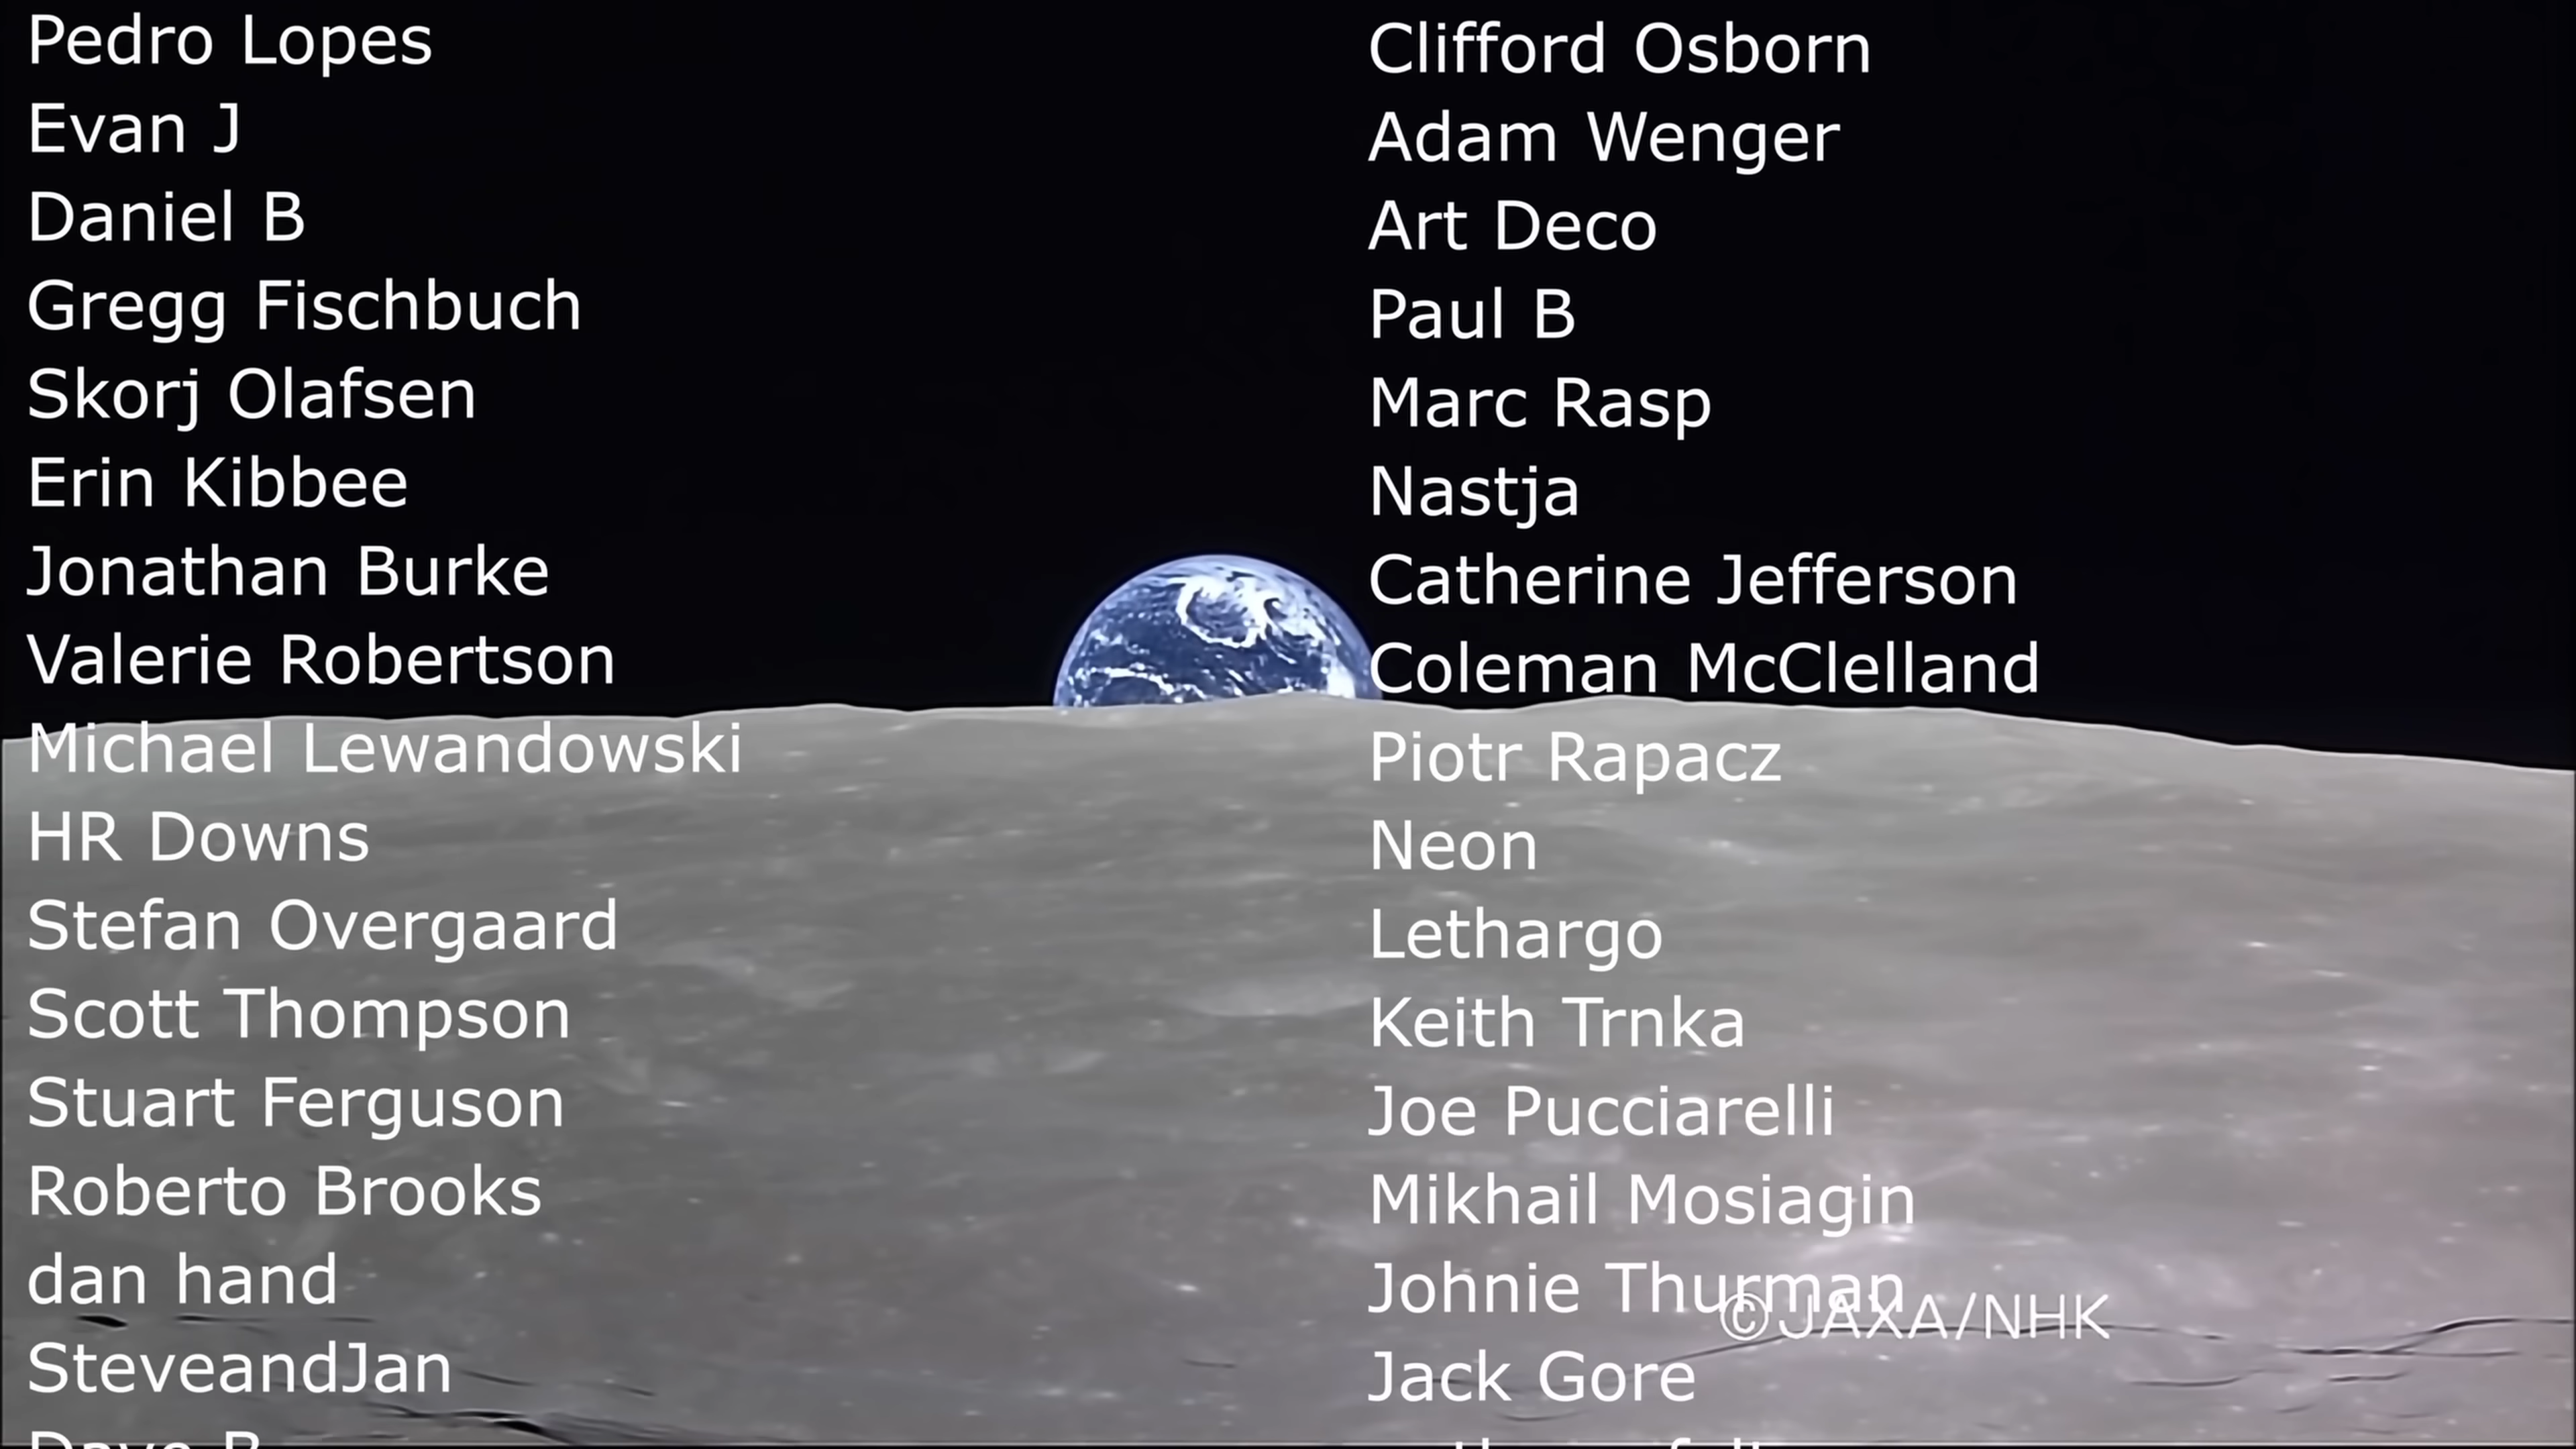 Pedro Lopes
Evan J
Daniel B
Gregg Fischbuch
Skorj Olafsen
Erin Kibbee
Jonathan Burke
Valerie Robertson
Michael Lewandowski
HR Downs
Stefan Overgaard
Scott Thompson
Stuart Ferguson
Roberto Brooks
dan hand
SteveandJan
Dave B
Clifford Osborn
Adam Wenger
Art Deco
Paul B
Marc Rasp
Nastja
Catherine Jefferson
Coleman McClelland
Piotr Rapacz
Neon
Lethargo
Keith Trnka
Joe Pucciarelli
Mikhail Mosiagin
Johnie Thurman
©JAXA/NHK
Jack Gore